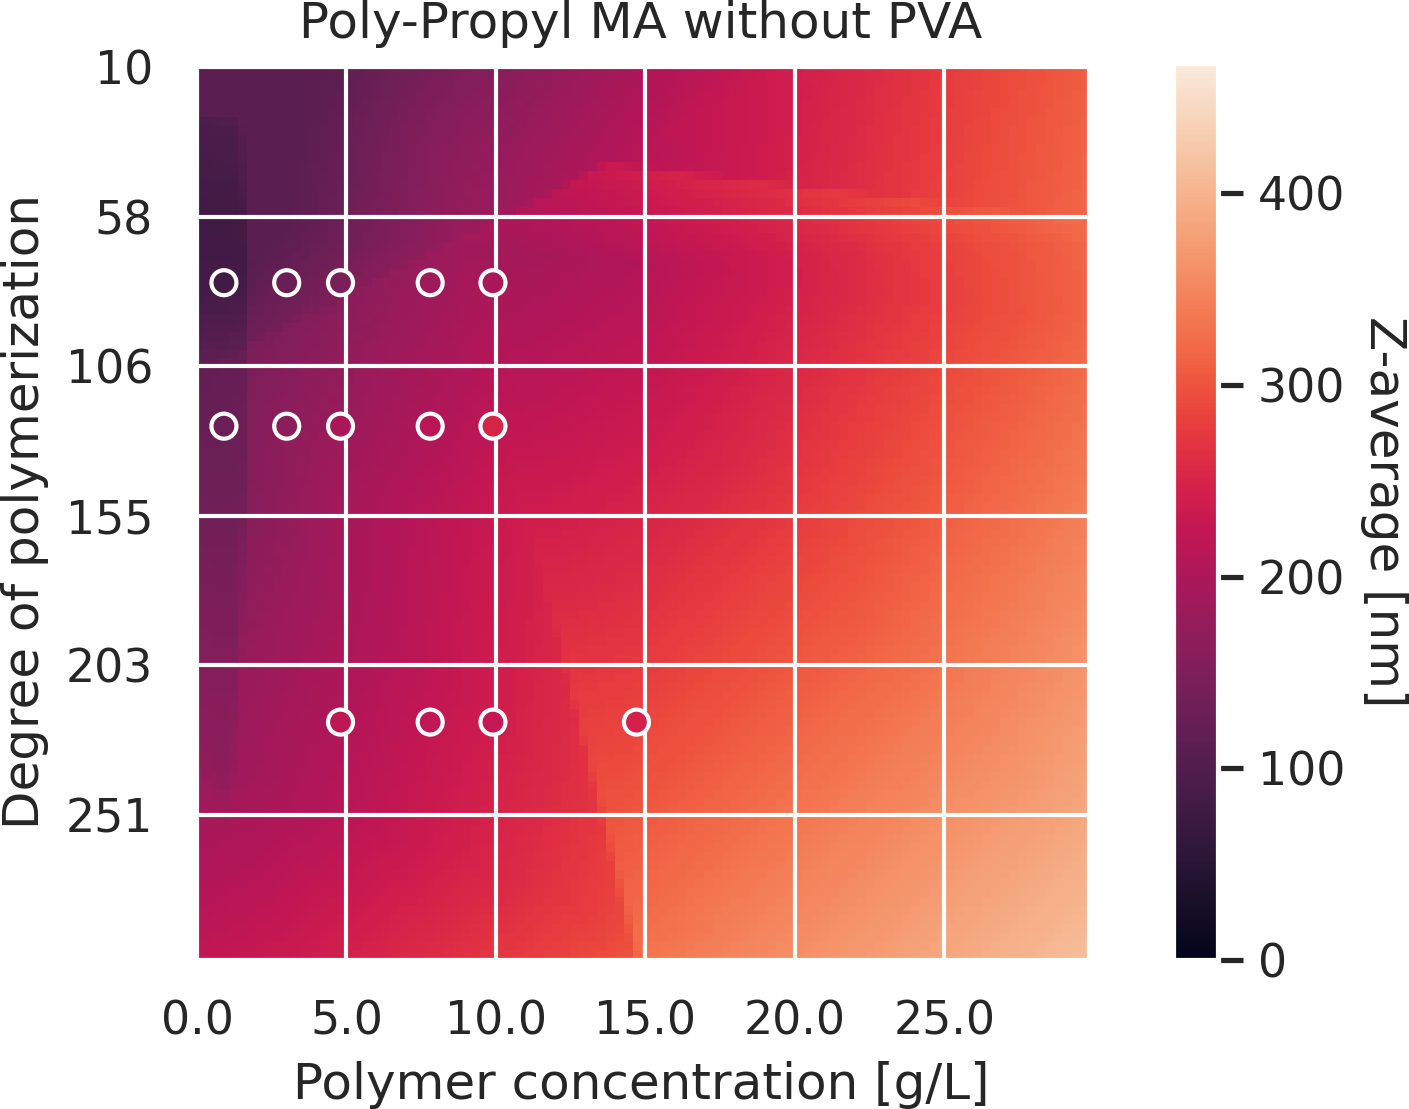 Poly-Propyl MA without PVA
Degree of polymerization
10
58
106
155
203
251
0.0 5.0 10.0 15.0 20.0 25.0
Polymer concentration [g/L]
400
300
200
100
0
Z-average [nm]